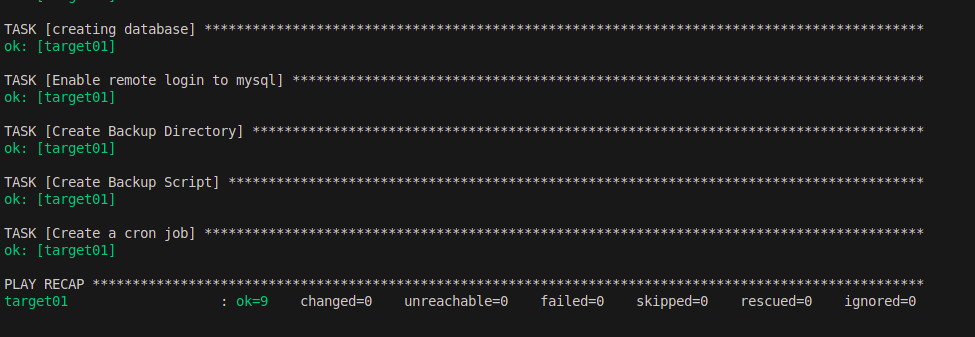 TASK [creating database] ******************************************************************************************
ok: [target01]
TASK [Enable remote login to mysql] *******************************************************************************
ok: [target01]
TASK [Create Backup Directory] ************************************************************************************
ok: [target01]
TASK [Create Backup Script] ***************************************************************************************
ok: [target01]
TASK [Create a cron job] ******************************************************************************************
ok: [target01]
PLAY RECAP ********************************************************************************************************
target01                   : ok=9    changed=0    unreachable=0    failed=0    skipped=0    rescued=0    ignored=0